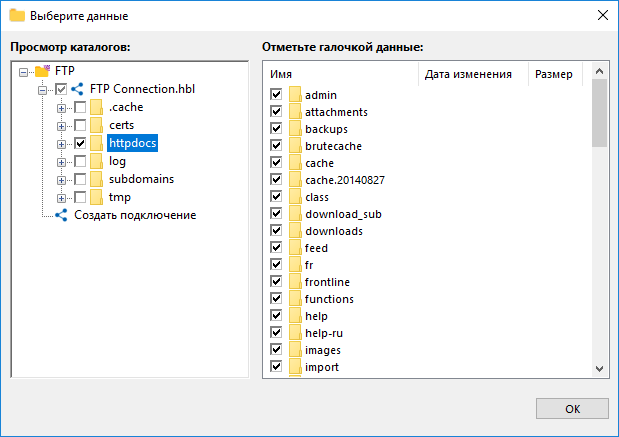 Выберите данные
Просмотр каталогов:
FTP
FTP Connection.hbl
.cache
certs
httpdocs
log
subdomains
tmp
Создать подключение
Отметьте галочкой данные:
Имя Дата изменения Размер
admin
attachments
backups
brutecache
cache
cache.20140827
class
download_sub
downloads
feed
fr
frontline
functions
help
help-ru
images
import
OK